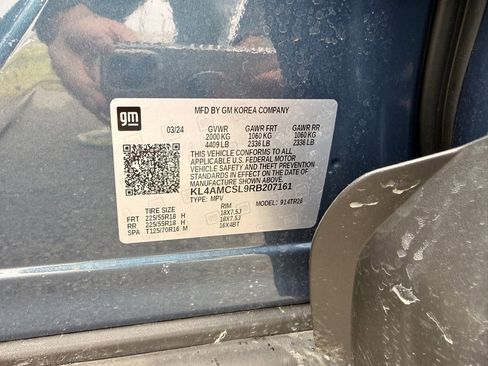 gm
MFD BY GM KOREA COMPANY
03/24 GVWR GAWR FRT GAWR RR
2000 KG 1060 KG 1060 KG
4409 LB 2336 LB 2336 LB
THIS VEHICLE CONFORMS TO ALL
APPLICABLE U.S. FEDERAL MOTOR
VEHICLE SAFETY AND THEFT PREVENTION
STANDARDS IN EFFECT ON THE DATE OF
MANUFACTURE SHOWN ABOVE.
KL4AMCSL9RB207161
TYPE: MPV MODEL: 914TR26
TIRE SIZE RIM
FRT 225/55R18 H 18X7.5J
RR 225/55R18 H 18X7.5J
SPA T125/70R16 M 16X4BT